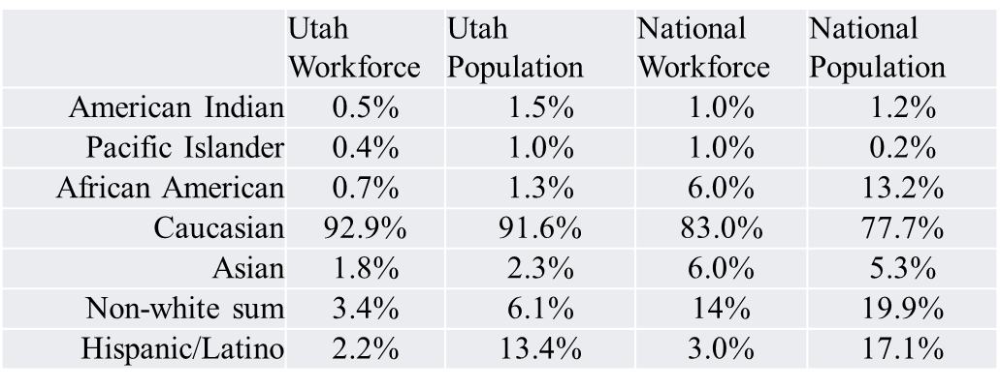 Utah Workforce Utah Population National Workforce National Population
American Indian 0.5% 1.5% 1.0% 1.2%
Pacific Islander 0.4% 1.0% 1.0% 0.2%
African American 0.7% 1.3% 6.0% 13.2%
Caucasian 92.9% 91.6% 83.0% 77.7%
Asian 1.8% 2.3% 6.0% 5.3%
Non-white sum 3.4% 6.1% 14% 19.9%
Hispanic/Latino 2.2% 13.4% 3.0% 17.1%